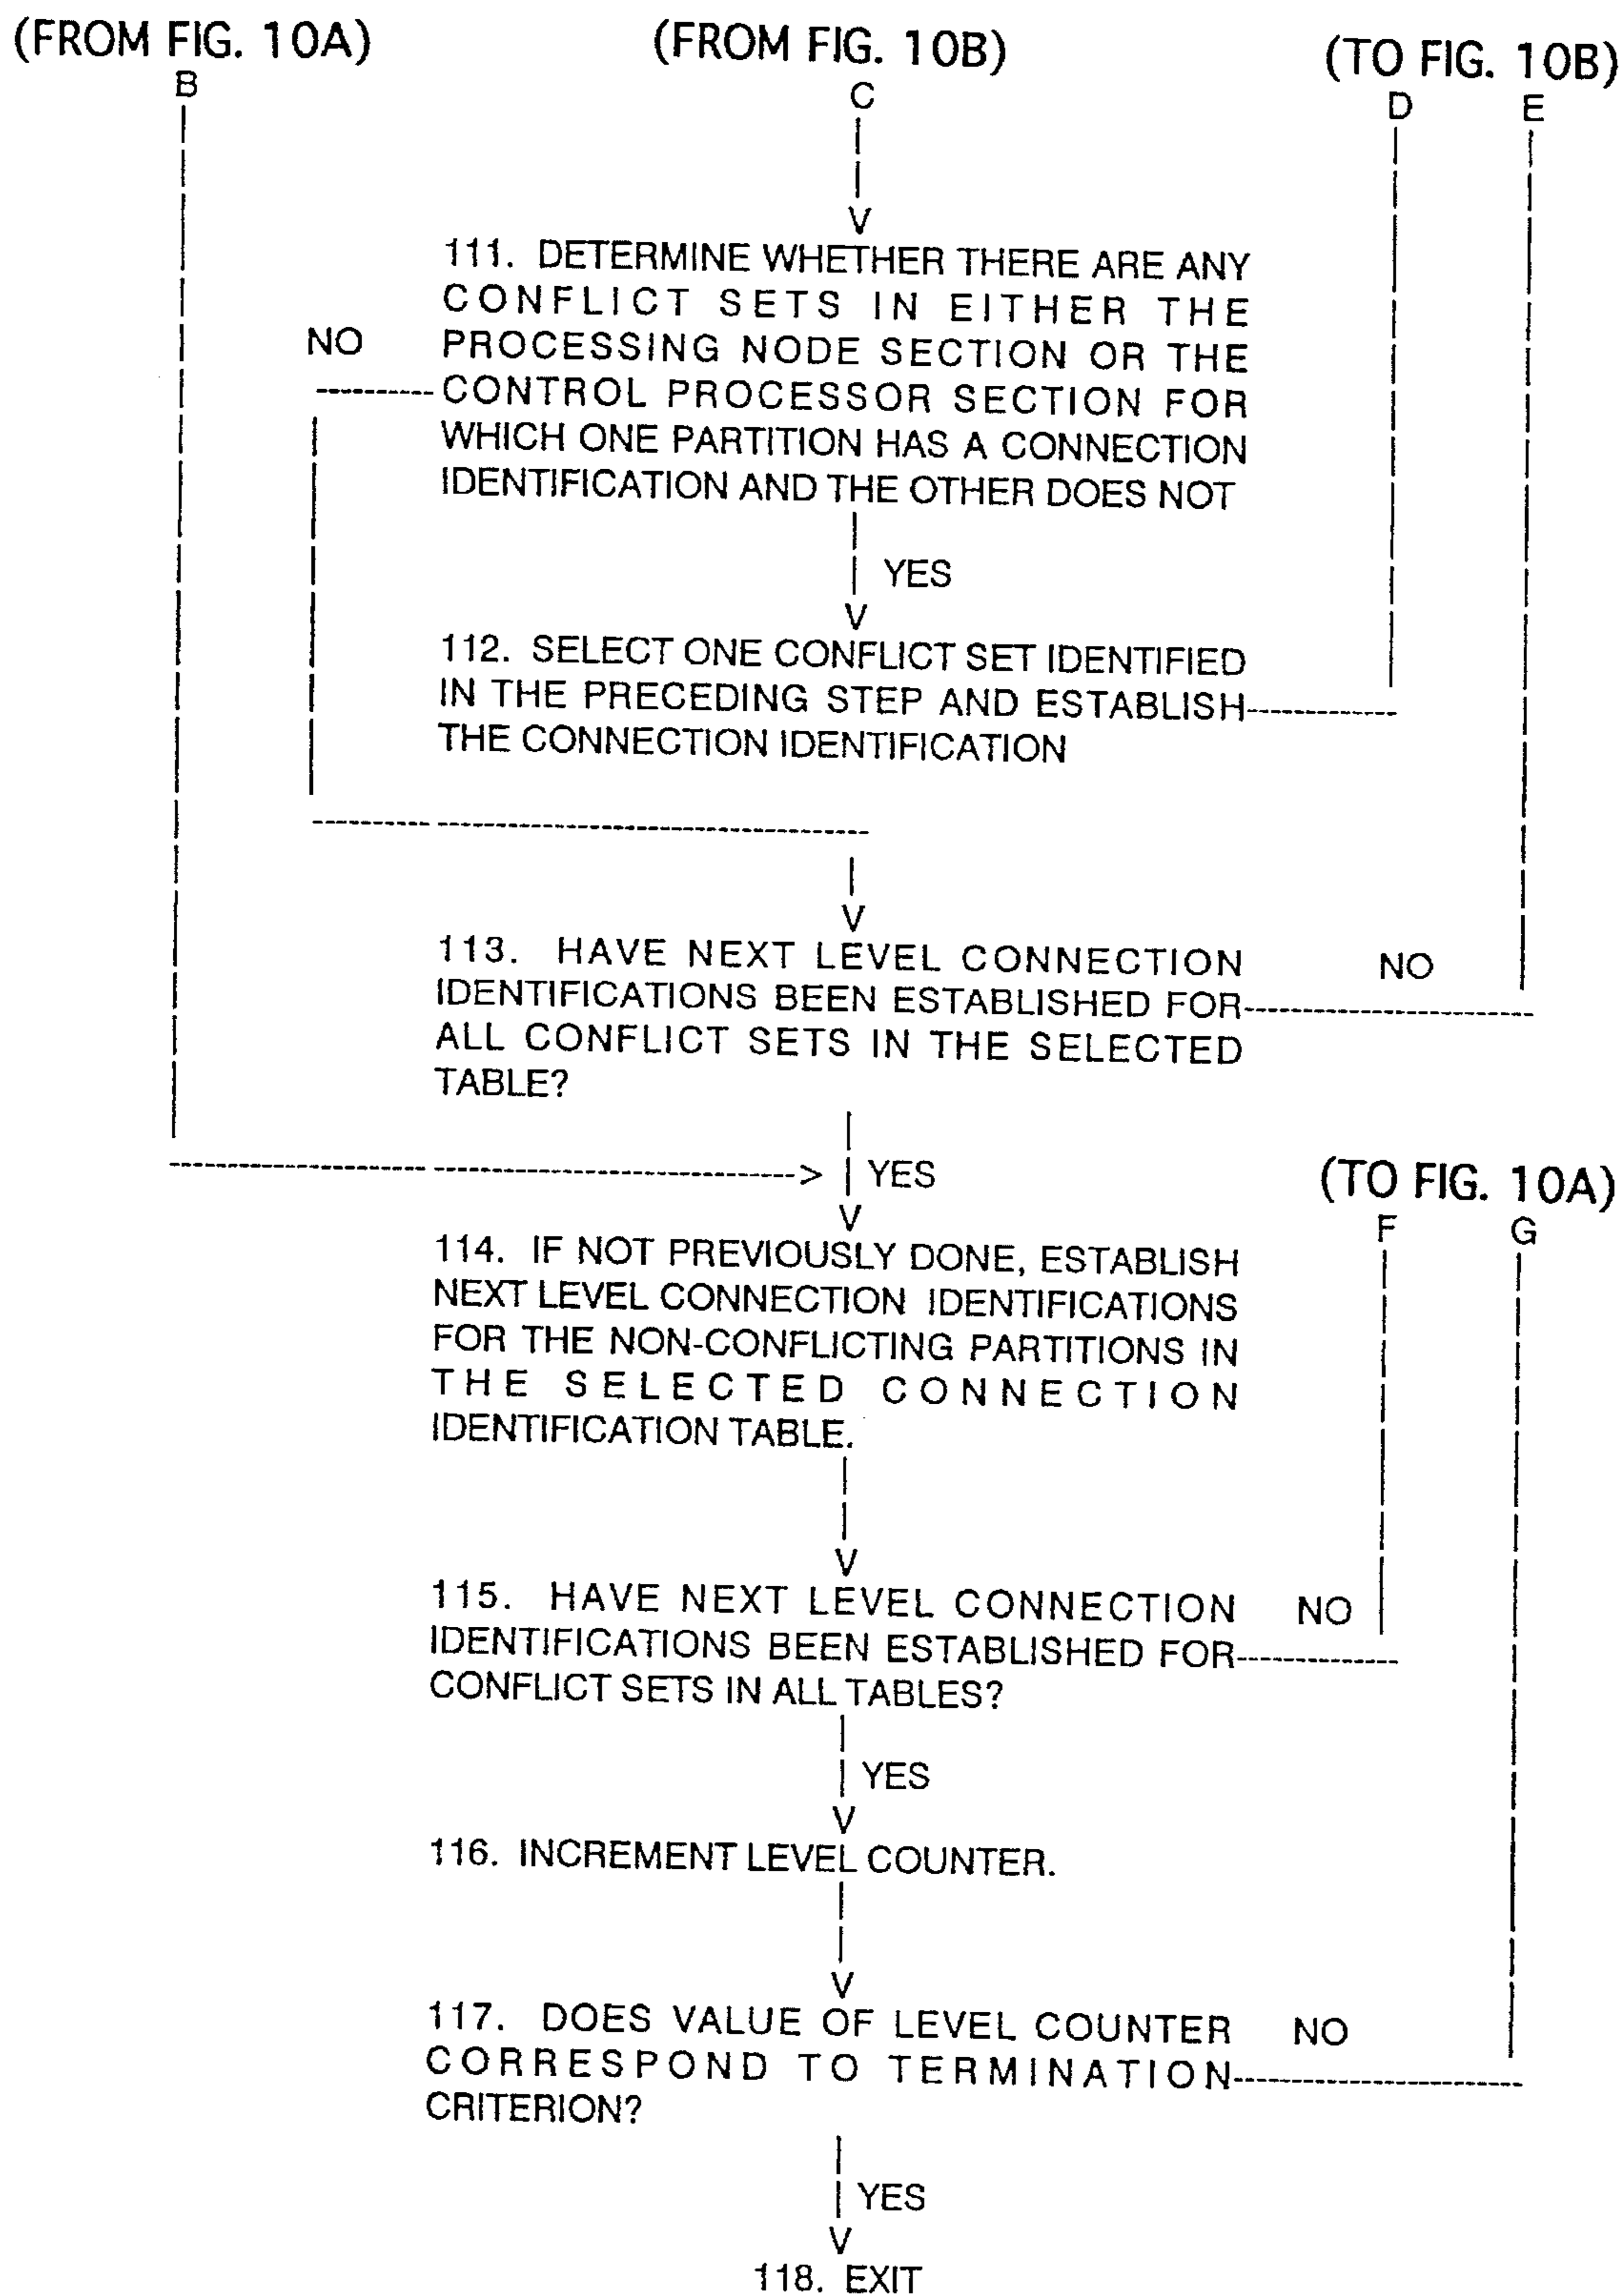 (FROM FIG. 10A) (FROM FIG. 10B) (TO FIG. 10B)
B C D E
V
111. DETERMINE WHETHER THERE ARE ANY
CONFLICT SETS IN EITHER THE
NO PROCESSING NODE SECTION OR THE
CONTROL PROCESSOR SECTION FOR
WHICH ONE PARTITION HAS A CONNECTION
IDENTIFICATION AND THE OTHER DOES NOT
YES
V
112. SELECT ONE CONFLICT SET IDENTIFIED
IN THE PRECEDING STEP AND ESTABLISH
THE CONNECTION IDENTIFICATION
V
113. HAVE NEXT LEVEL CONNECTION NO
IDENTIFICATIONS BEEN ESTABLISHED FOR
ALL CONFLICT SETS IN THE SELECTED
TABLE?
> YES (TO FIG. 10A)
V F G
114. IF NOT PREVIOUSLY DONE, ESTABLISH
NEXT LEVEL CONNECTION IDENTIFICATIONS
FOR THE NON-CONFLICTING PARTITIONS IN
THE SELECTED CONNECTION
IDENTIFICATION TABLE.
V
115. HAVE NEXT LEVEL CONNECTION NO
IDENTIFICATIONS BEEN ESTABLISHED FOR
CONFLICT SETS IN ALL TABLES?
YES
V
116. INCREMENT LEVEL COUNTER.
V
117. DOES VALUE OF LEVEL COUNTER NO
CORRESPOND TO TERMINATION
CRITERION?
YES
V
118. EXIT